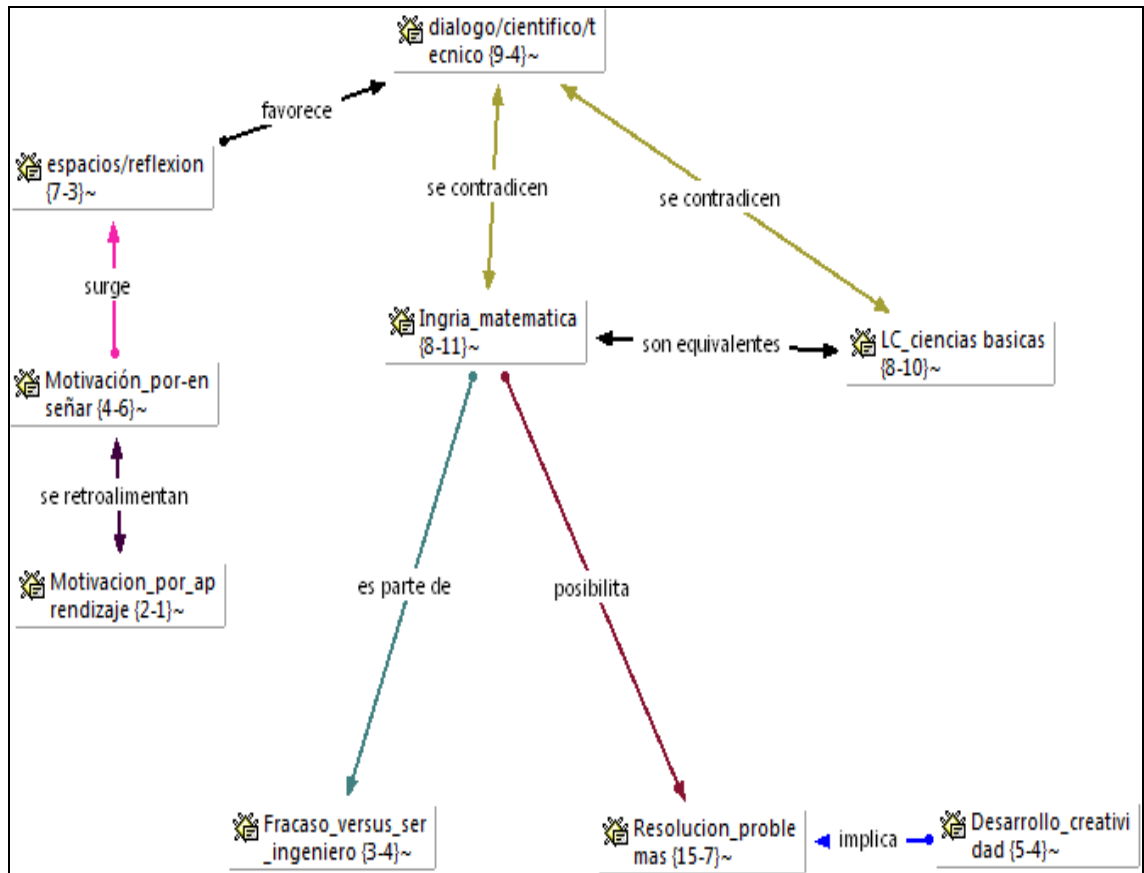 dialogo/cientifico/t
ecnico {9-4}~
favorece
espacios/reflexion
{7-3}~
se contradicen
se contradicen
surge
Ingria_matematica
{8-11}~
son equivalentes
LC_ciencias basicas
{8-10}~
Motivación_por-en
señar {4-6}~
se retroalimentan
Motivacion_por_ap
rendizaje {2-1}~
es parte de
posibilita
Fracaso_versus_ser
_ingeniero {3-4}~
Resolucion_proble
mas {15-7}~
implica
Desarrollo_creativi
dad {5-4}~